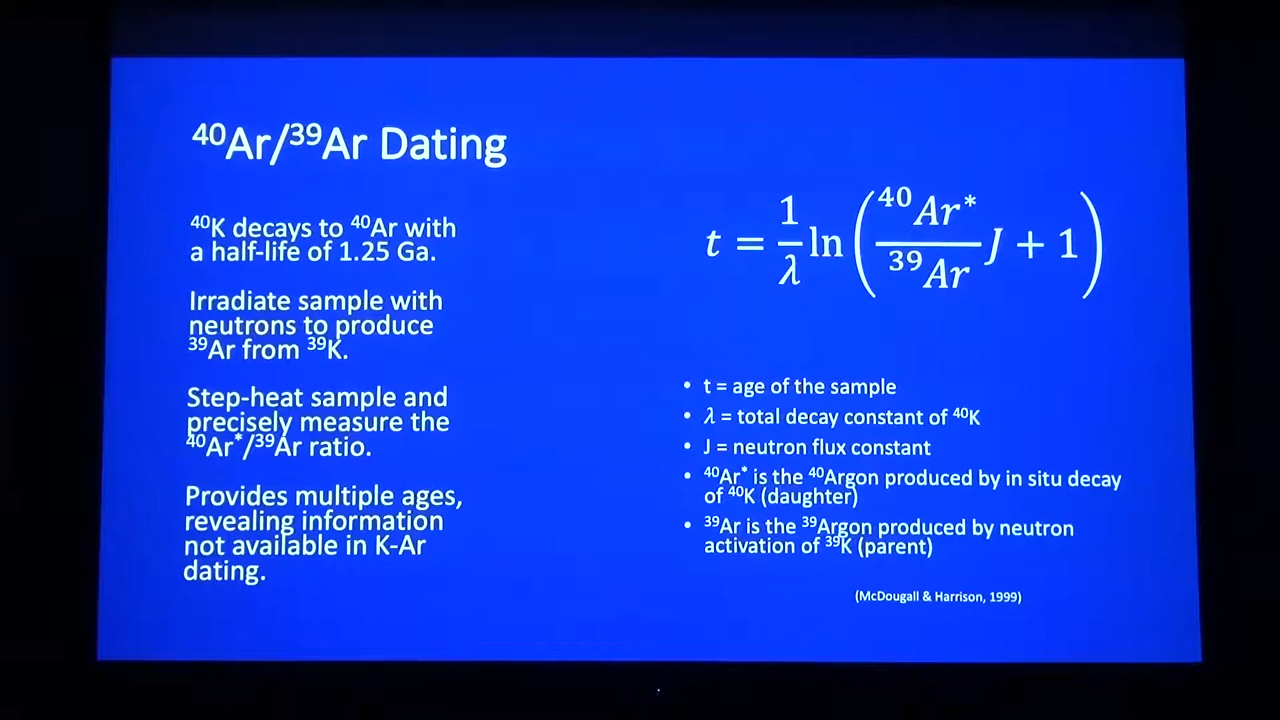 ⁴⁰Ar/³⁹Ar Dating
⁴⁰K decays to ⁴⁰Ar with
a half-life of 1.25 Ga.
Irradiate sample with
neutrons to produce
³⁹Ar from ³⁹K.
Step-heat sample and
precisely measure the
⁴⁰Ar*/³⁹Ar ratio.
Provides multiple ages,
revealing information
not available in K-Ar
dating.
t = 1/λ ln(⁴⁰Ar*/³⁹Ar J + 1)
• t = age of the sample
• λ = total decay constant of ⁴⁰K
• J = neutron flux constant
• ⁴⁰Ar* is the ⁴⁰Argon produced by in situ decay
of ⁴⁰K (daughter)
• ³⁹Ar is the ³⁹Argon produced by neutron
activation of ³⁹K (parent)
(McDougall & Harrison, 1999)